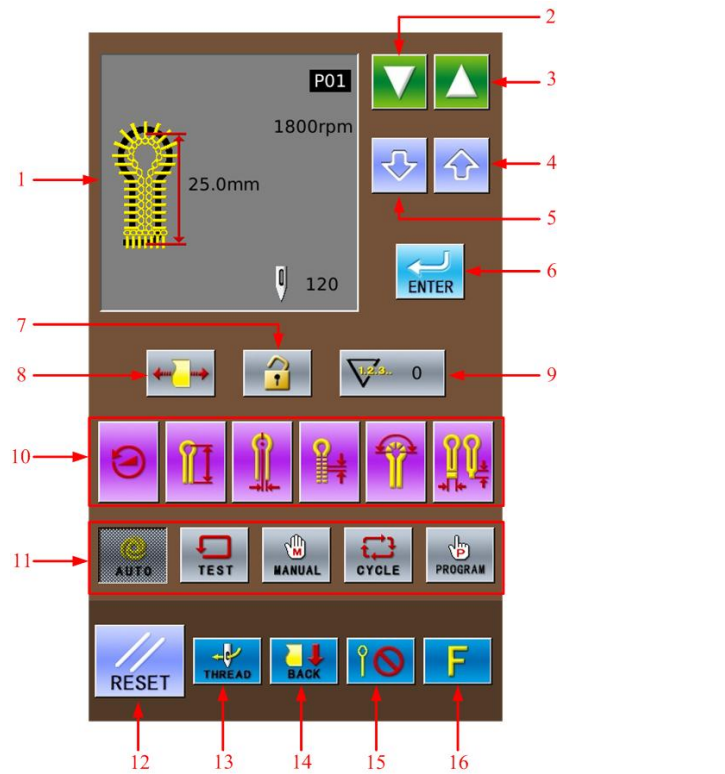 2
P01
3
1800rpm
4
1
25.0mm
5
6
ENTER
120
7
8
1.2.3..
0
9
10
11
AUTO
TEST
M
MANUAL
CYCLE
P
PROGRAM
RESET
THREAD
BACK
F
12
13
14
15
16